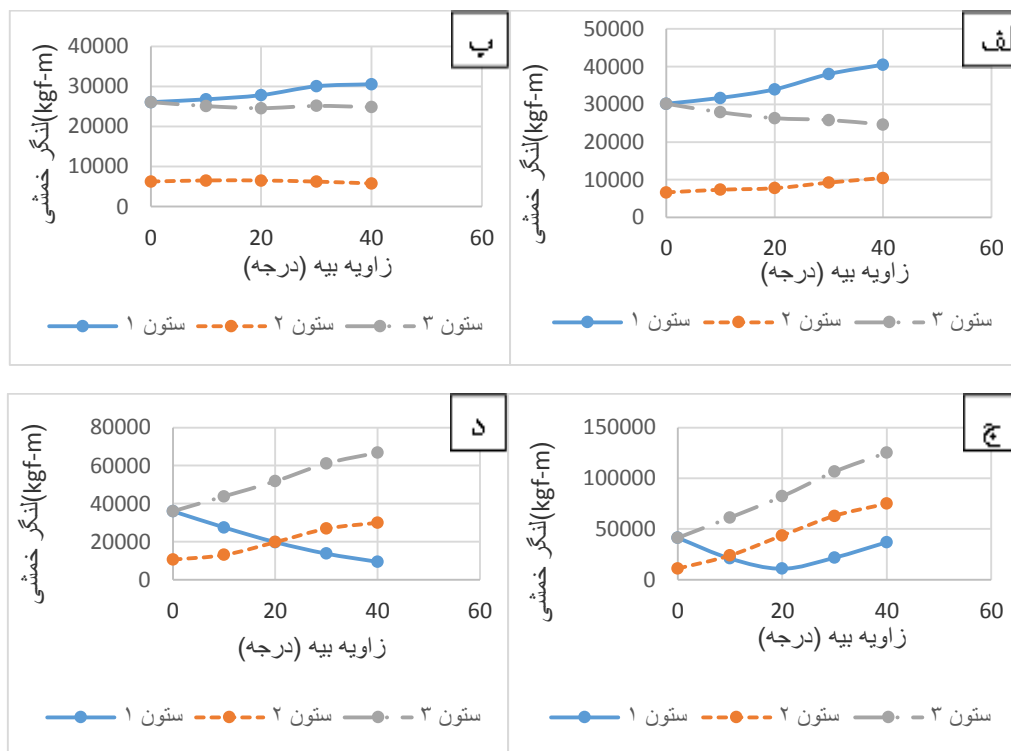 لف
50000
40000
30000
20000
10000
0
لنگر خمشی(kgf-m)
0 20 40 60
زاویه بیه (درجه)
ستون ۱ ستون ۲ ستون ۳
پ
40000
30000
20000
10000
0
لنگر خمشی(kgf-m)
0 20 40 60
زاویه بیه (درجه)
ستون ۱ ستون ۲ ستون ۳
چ
150000
100000
50000
0
لنگر خمشی(kgf-m)
0 20 40 60
زاویه بیه (درجه)
ستون ۱ ستون ۲ ستون ۳
د
80000
60000
40000
20000
0
لنگر خمشی(kgf-m)
0 20 40 60
زاویه بیه (درجه)
ستون ۱ ستون ۲ ستون ۳